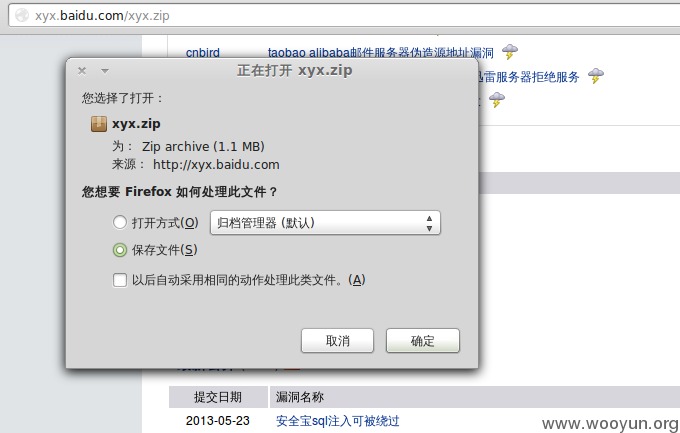 xyx.baidu.com/xyx.zip
cnbird taobao alibaba邮件服务器伪造源地址漏洞
正在打开 xyx.zip
迅雷服务器拒绝服务
您选择了打开：
xyx.zip
为： Zip archive (1.1 MB)
来源： http://xyx.baidu.com
您想要 Firefox 如何处理此文件？
打开方式(O) 归档管理器 (默认)
保存文件(S)
以后自动采用相同的动作处理此类文件。(A)
取消 确定
提交日期 漏洞名称
2013-05-23 安全宝sql注入可被绕过
www.wooyun.org